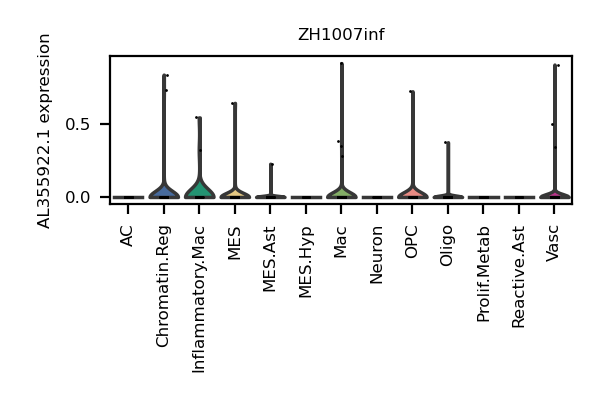 ZH1007inf
AL355922.1 expression
0.5
0.0
AC
Chromatin.Reg
Inflammatory.Mac
MES
MES.Ast
MES.Hyp
Mac
Neuron
OPC
Oligo
Prolif.Metab
Reactive.Ast
Vasc